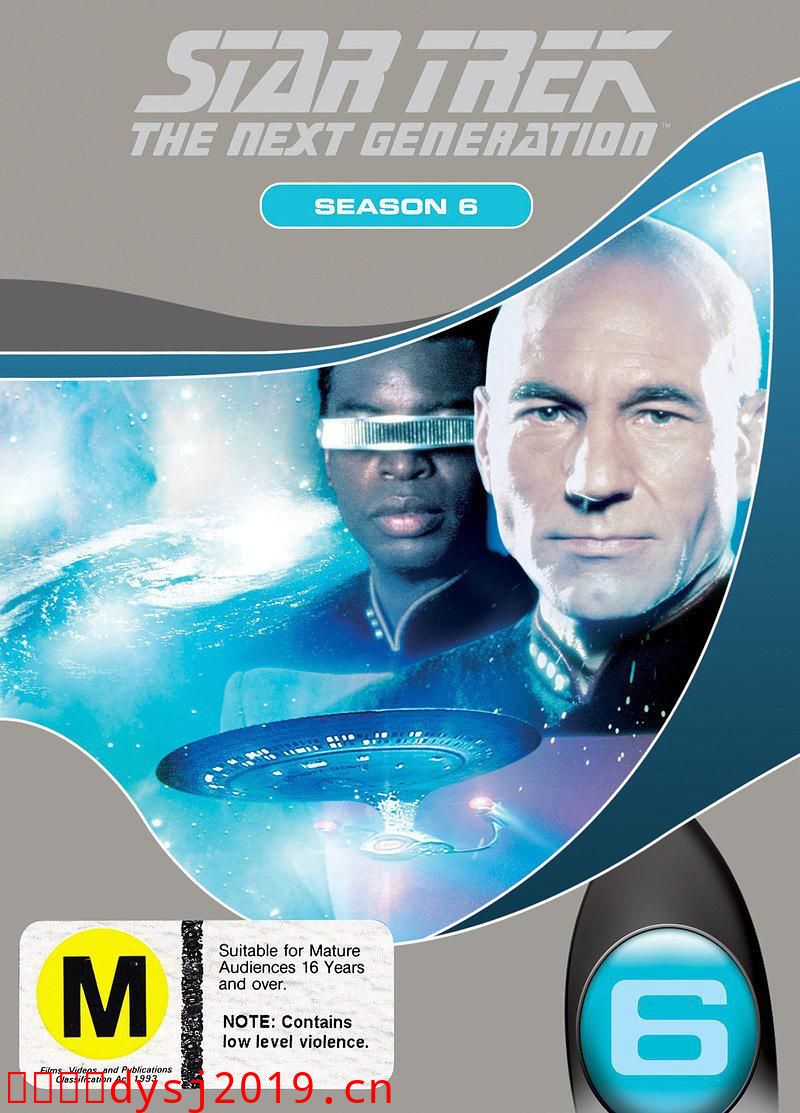 STAR TREK
THE NEXT GENERATION™
SEASON 6
M
Suitable for Mature
Audiences 16 Years
and over.
NOTE: Contains
low level violence.
Films, Videos, and Publications
Classification Act 1993
dysj2019.cn
6